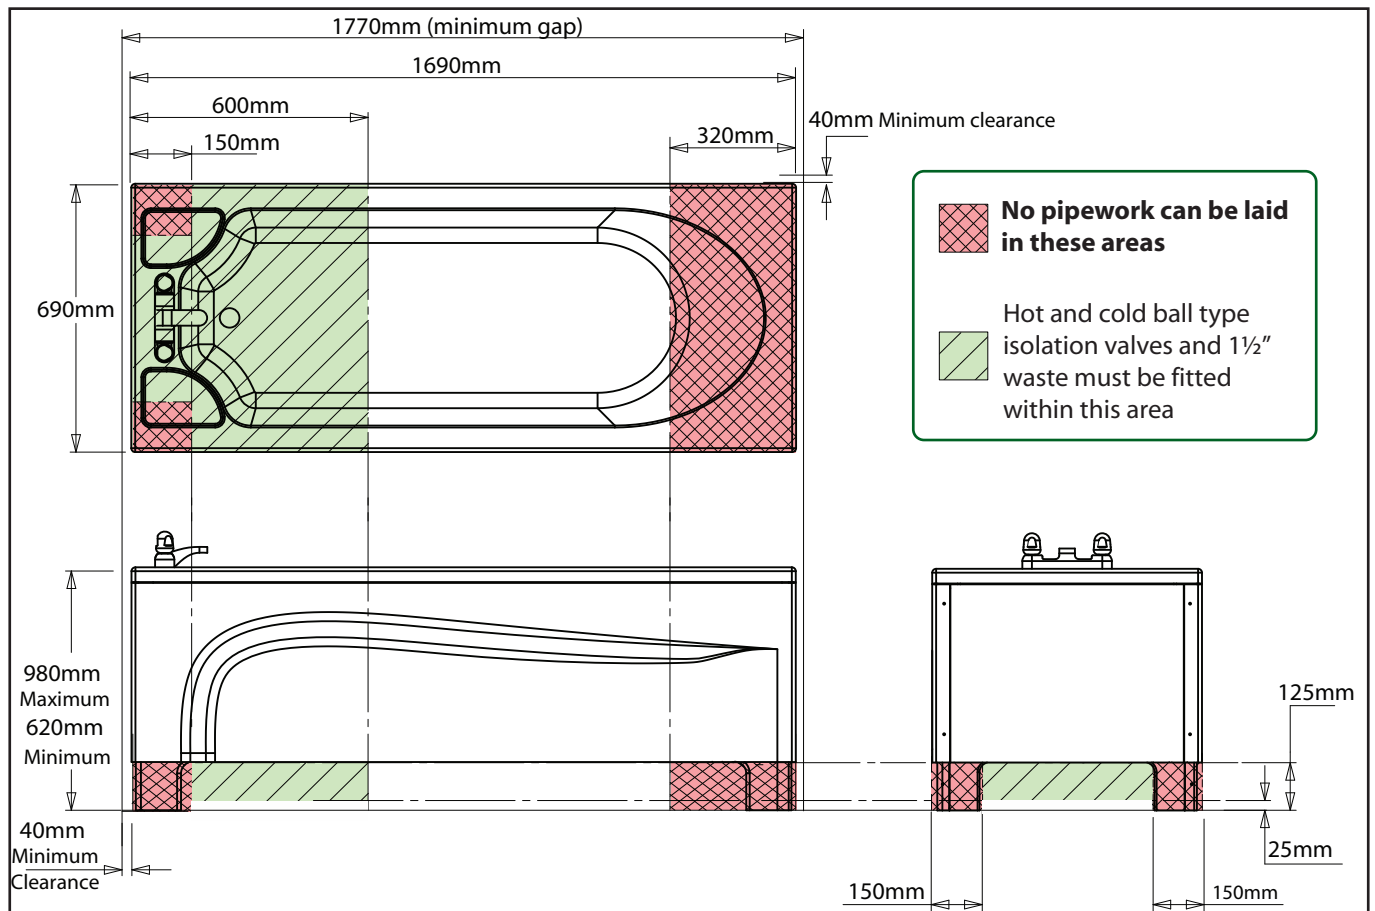 1770mm (minimum gap)
1690mm
600mm
150mm
320mm
40mm Minimum clearance
690mm
No pipework can be laid
in these areas
Hot and cold ball type
isolation valves and 1½”
waste must be fitted
within this area
980mm
Maximum
620mm
Minimum
125mm
40mm
Minimum
Clearance
25mm
150mm
150mm